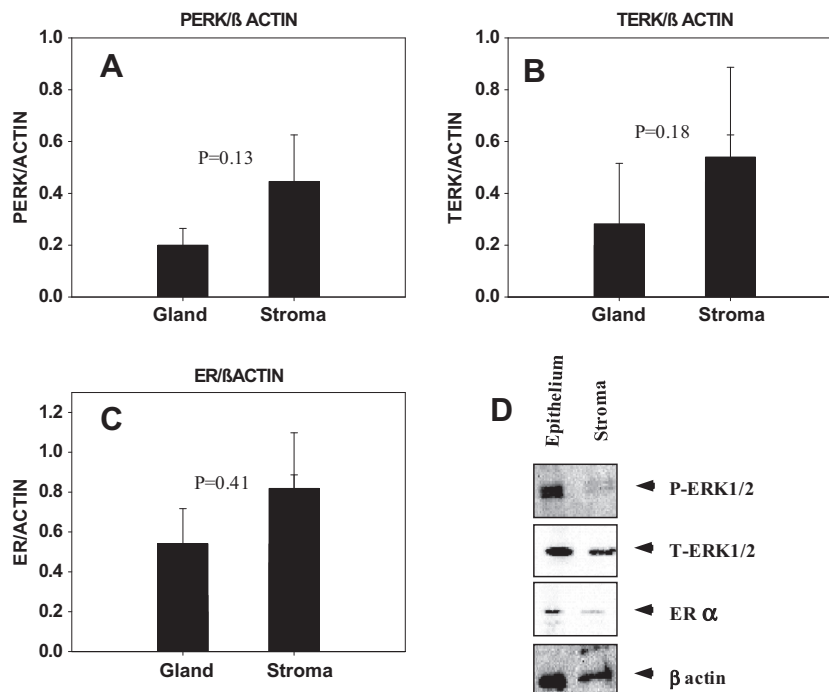 PERK/ß ACTIN
A
PERK/ACTIN
1.0
0.8
0.6
0.4
0.2
0.0
P=0.13
Gland Stroma
TERK/ß ACTIN
B
TERK/ACTIN
1.0
0.8
0.6
0.4
0.2
0.0
P=0.18
Gland Stroma
ER/ßACTIN
C
ER/ACTIN
1.2
1.0
0.8
0.6
0.4
0.2
0.0
P=0.41
Gland Stroma
D
Epithelium
Stroma
P-ERK1/2
T-ERK1/2
ER α
β actin